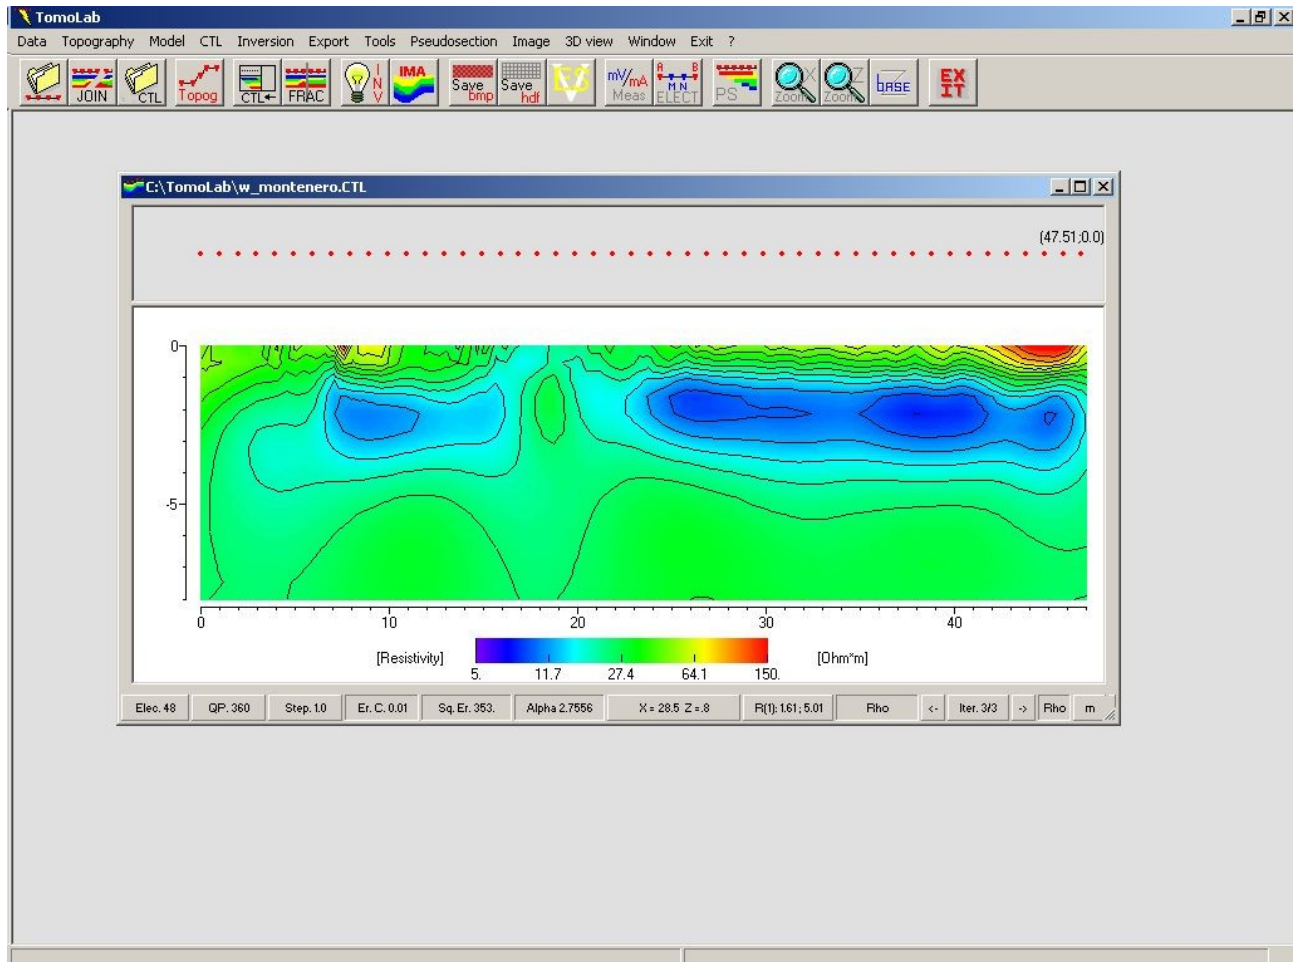 TomoLab
Data Topography Model CTL Inversion Export Tools Pseudosection Image 3D view Window Exit ?
JOIN CTL Topog CTL FRAC INV IMA Save bmp Save hdf ES mV/mA Meas A B M N ELECT PS Zoom X Zoom Z bASE EXIT
C:\TomoLab\w_montenero.CTL
(47.51;0.0)
0
-5
0 10 20 30 40
[Resistivity] [Ohm*m]
5. 11.7 27.4 64.1 150.
Elec. 48 QP. 360 Step. 1.0 Er. C. 0.01 Sq. Er. 353. Alpha 2.7556 X = 28.5 Z =.8 R(1): 1.61 ; 5.01 Rho <- Iter. 3/3 -> Rho m